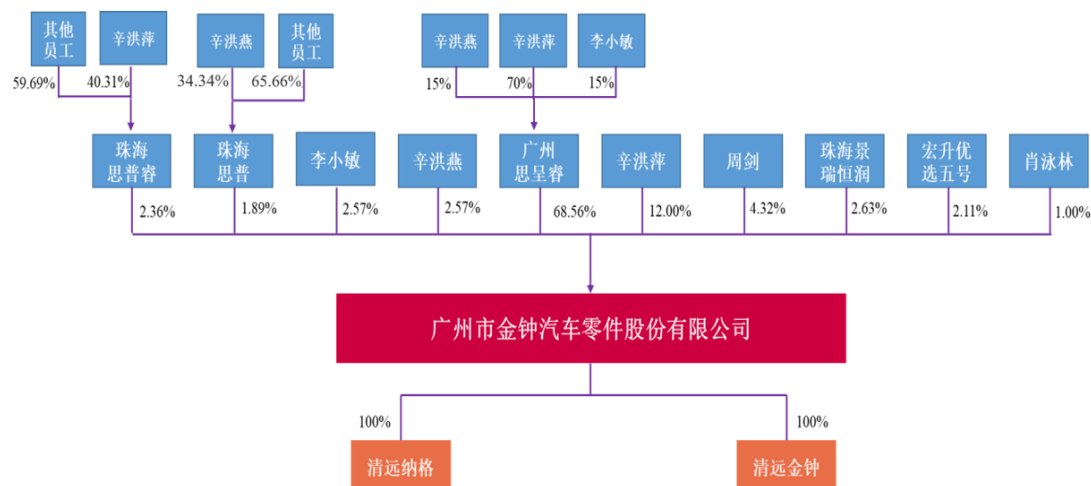 其他
员工
辛洪萍
辛洪燕
其他
员工
辛洪燕
辛洪萍
李小敏
59.69%
40.31%
34.34%
65.66%
15%
70%
15%
珠海
思普睿
珠海
思普
李小敏
辛洪燕
广州
思呈睿
辛洪萍
周剑
珠海景
瑞恒润
宏升优
选五号
肖泳林
2.36%
1.89%
2.57%
2.57%
68.56%
12.00%
4.32%
2.63%
2.11%
1.00%
广州市金钟汽车零件股份有限公司
100%
100%
清远纳格
清远金钟